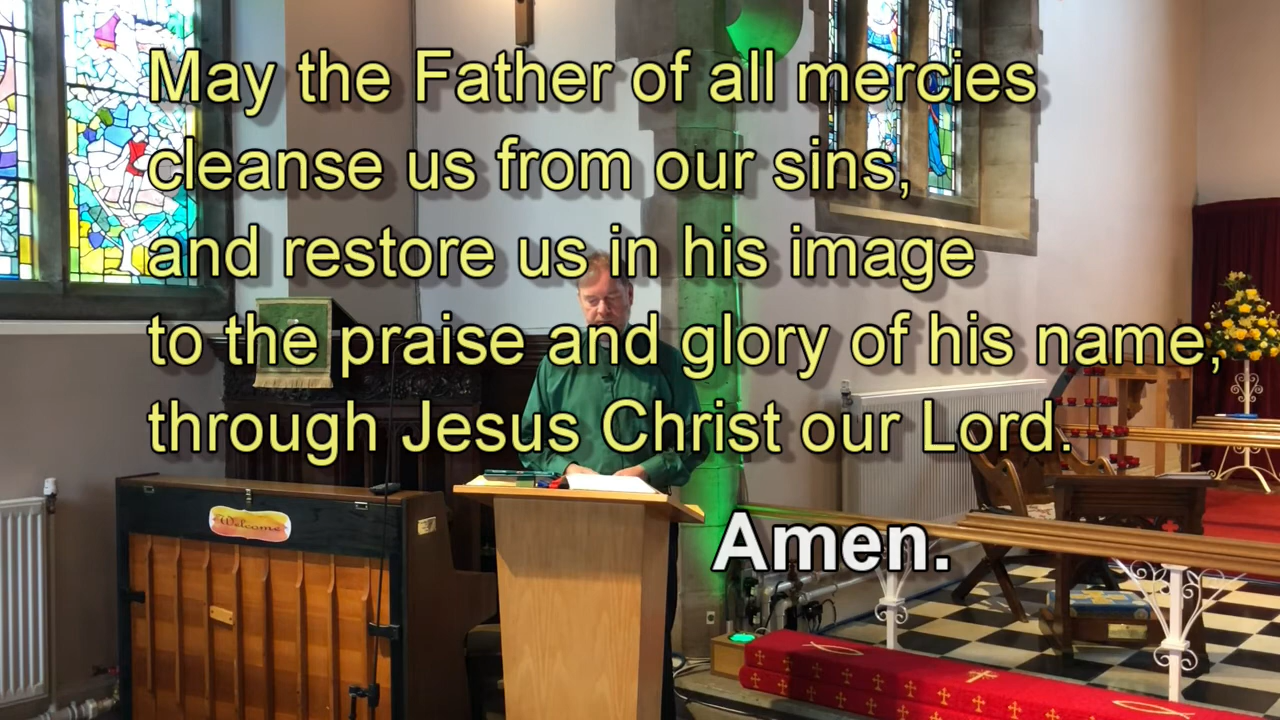 May the Father of all mercies
cleanse us from our sins,
and restore us in his image
to the praise and glory of his name,
through Jesus Christ our Lord.
Amen.
Welcome